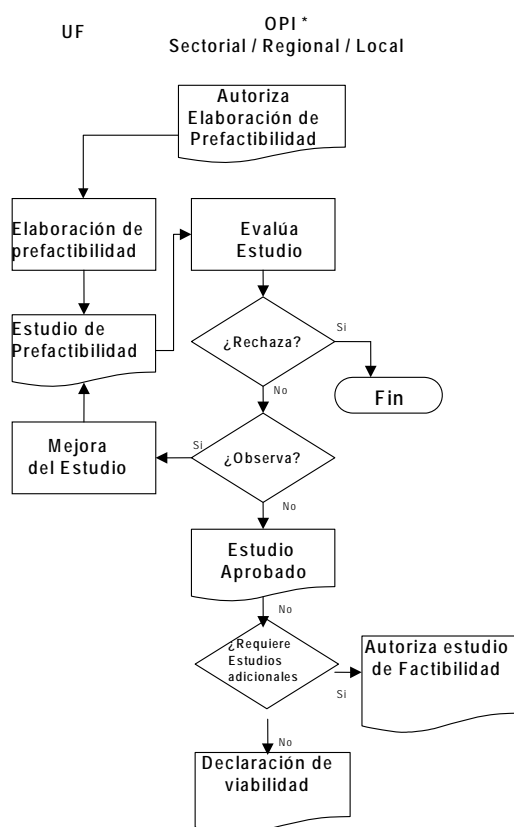 UF
OPI *
Sectorial / Regional / Local
Autoriza
Elaboración de
Prefactibilidad
Elaboración de
prefactibilidad
Evalúa
Estudio
Estudio de
Prefactibilidad
¿Rechaza?
Si
Fin
No
Mejora
del Estudio
Si
¿Observa?
No
Estudio
Aprobado
No
¿Requiere
Estudios
adicionales
Si
Autoriza estudio
de Factibilidad
No
Declaración de
viabilidad